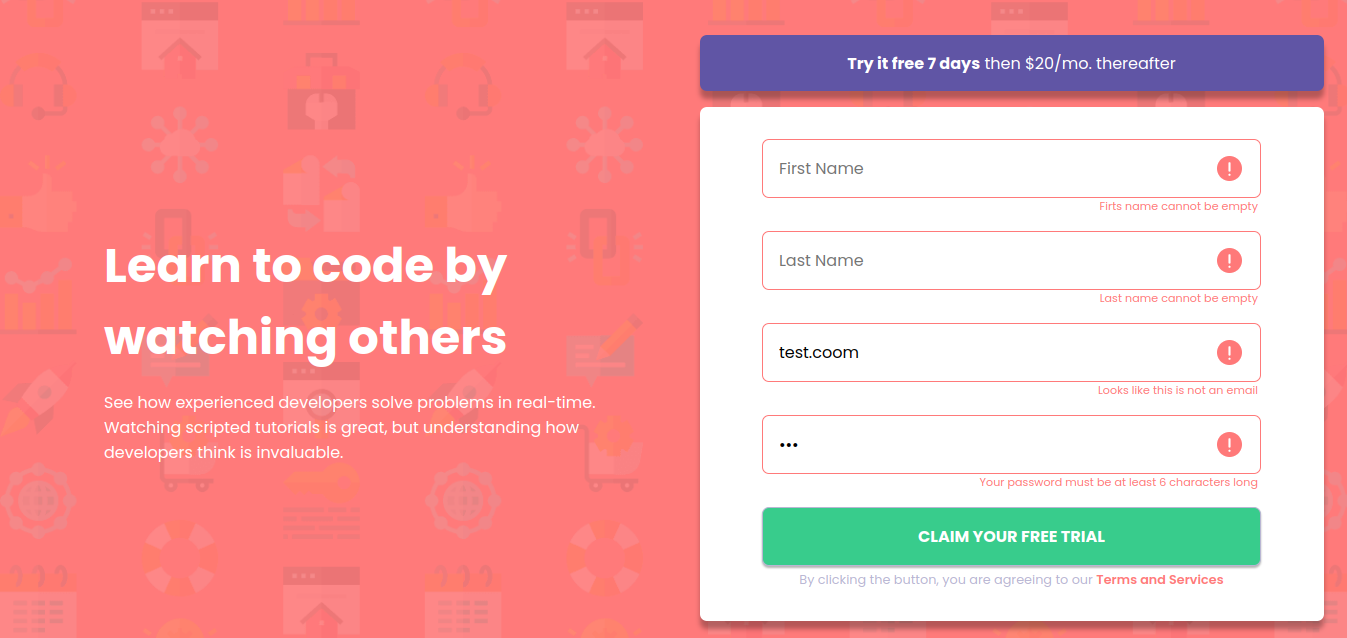 Learn to code by
watching others
See how experienced developers solve problems in real-time.
Watching scripted tutorials is great, but understanding how
developers think is invaluable.
Try it free 7 days then $20/mo. thereafter
First Name
Firts name cannot be empty
Last Name
Last name cannot be empty
test.coom
Looks like this is not an email
•••
Your password must be at least 6 characters long
CLAIM YOUR FREE TRIAL
By clicking the button, you are agreeing to our Terms and Services